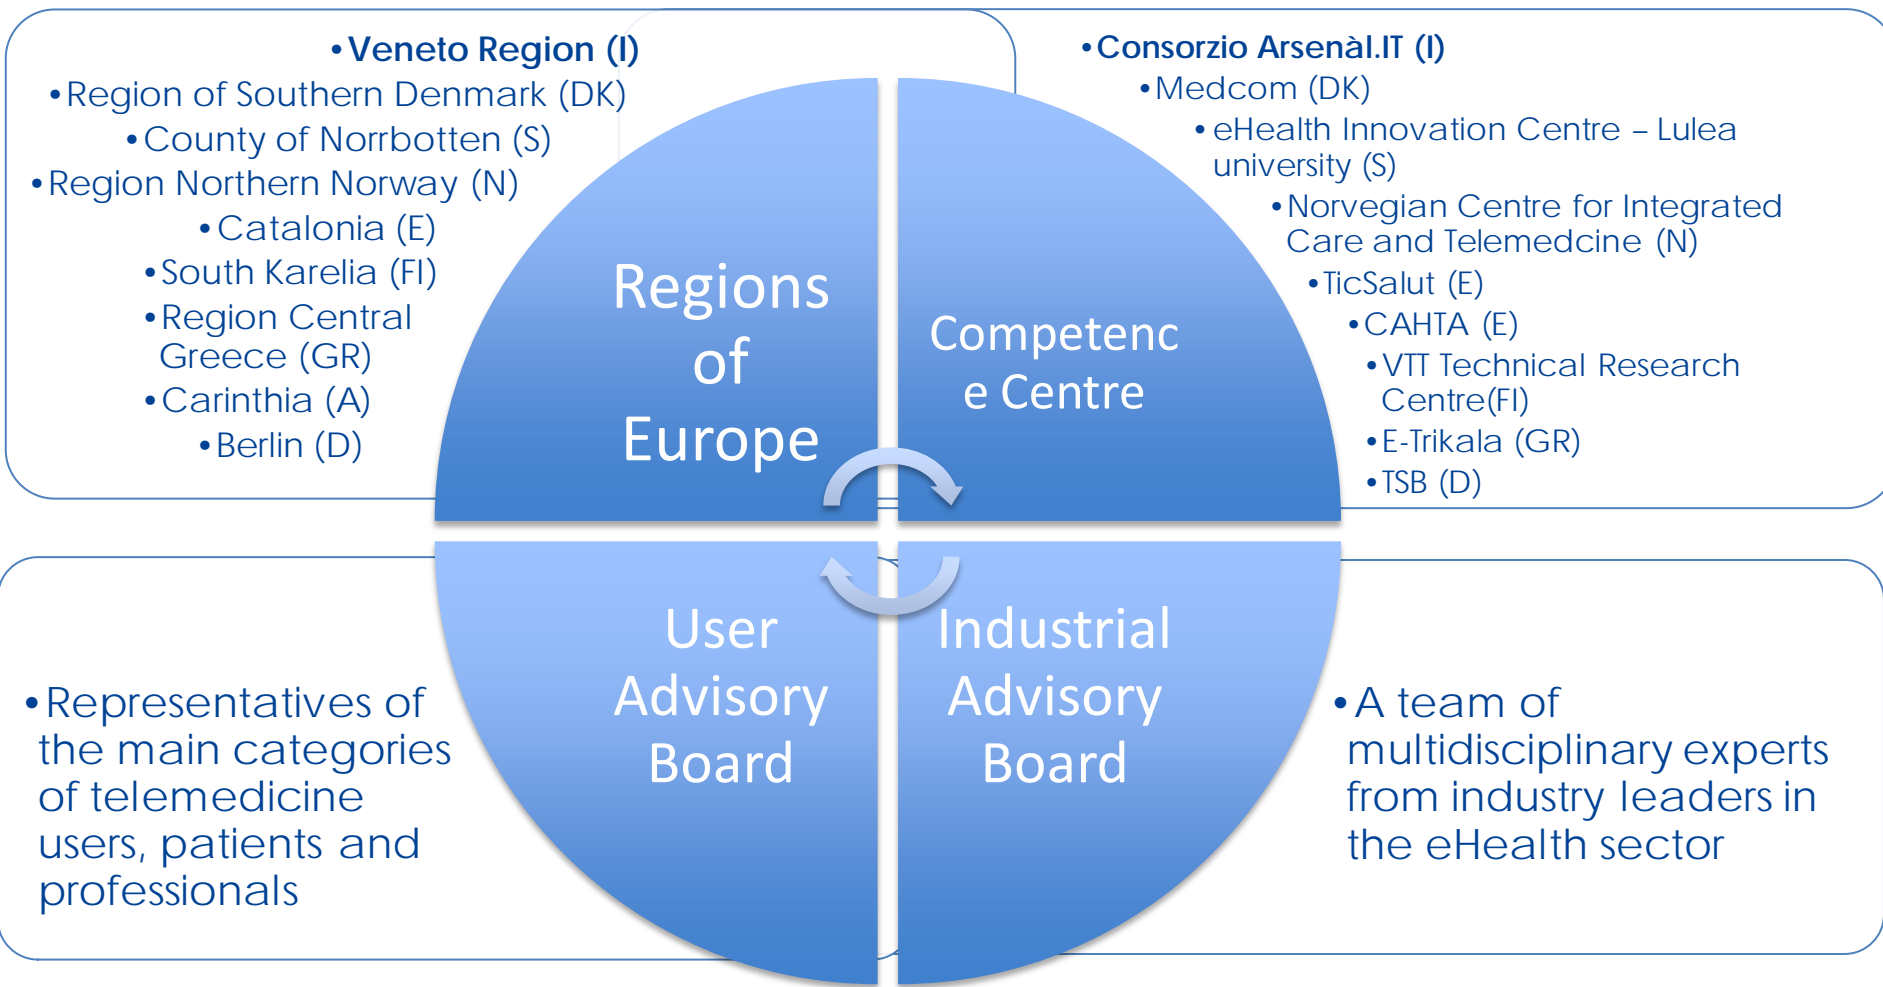 •Veneto Region (I)
•Region of Southern Denmark (DK)
•County of Norrbotten (S)
•Region Northern Norway (N)
•Catalonia (E)
•South Karelia (FI)
•Region Central
Greece (GR)
•Carinthia (A)
•Berlin (D)
Regions
of
Europe
•Consorzio Arsenàl.IT (I)
•Medcom (DK)
•eHealth Innovation Centre – Lulea
university (S)
•Norvegian Centre for Integrated
Care and Telemedcine (N)
•TicSalut (E)
•CAHTA (E)
•VTT Technical Research
Centre(FI)
•E-Trikala (GR)
•TSB (D)
Competenc
e Centre
•Representatives of
the main categories
of telemedicine
users, patients and
professionals
User
Advisory
Board
Industrial
Advisory
Board
•A team of
multidisciplinary experts
from industry leaders in
the eHealth sector